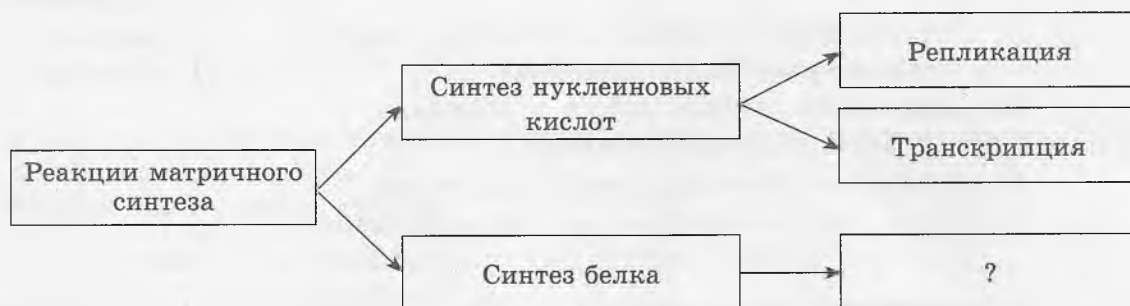 Реакции матричного
синтеза
Синтез нуклеиновых
кислот
Репликация
Транскрипция
Синтез белка
?